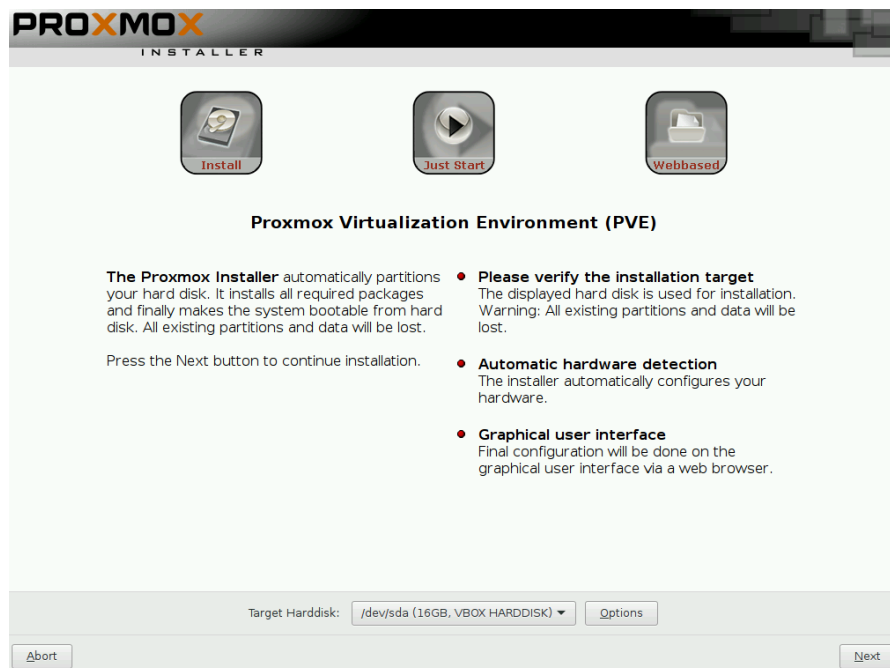 PROXMOX
INSTALLER
Install
Just Start
Webbased
Proxmox Virtualization Environment (PVE)
The Proxmox Installer automatically partitions
your hard disk. It installs all required packages
and finally makes the system bootable from hard
disk. All existing partitions and data will be lost.
Press the Next button to continue installation.
Please verify the installation target
The displayed hard disk is used for installation.
Warning: All existing partitions and data will be
lost.
Automatic hardware detection
The installer automatically configures your
hardware.
Graphical user interface
Final configuration will be done on the
graphical user interface via a web browser.
Target Harddisk: /dev/sda (16GB, VBOX HARDDISK) Options
Abort Next